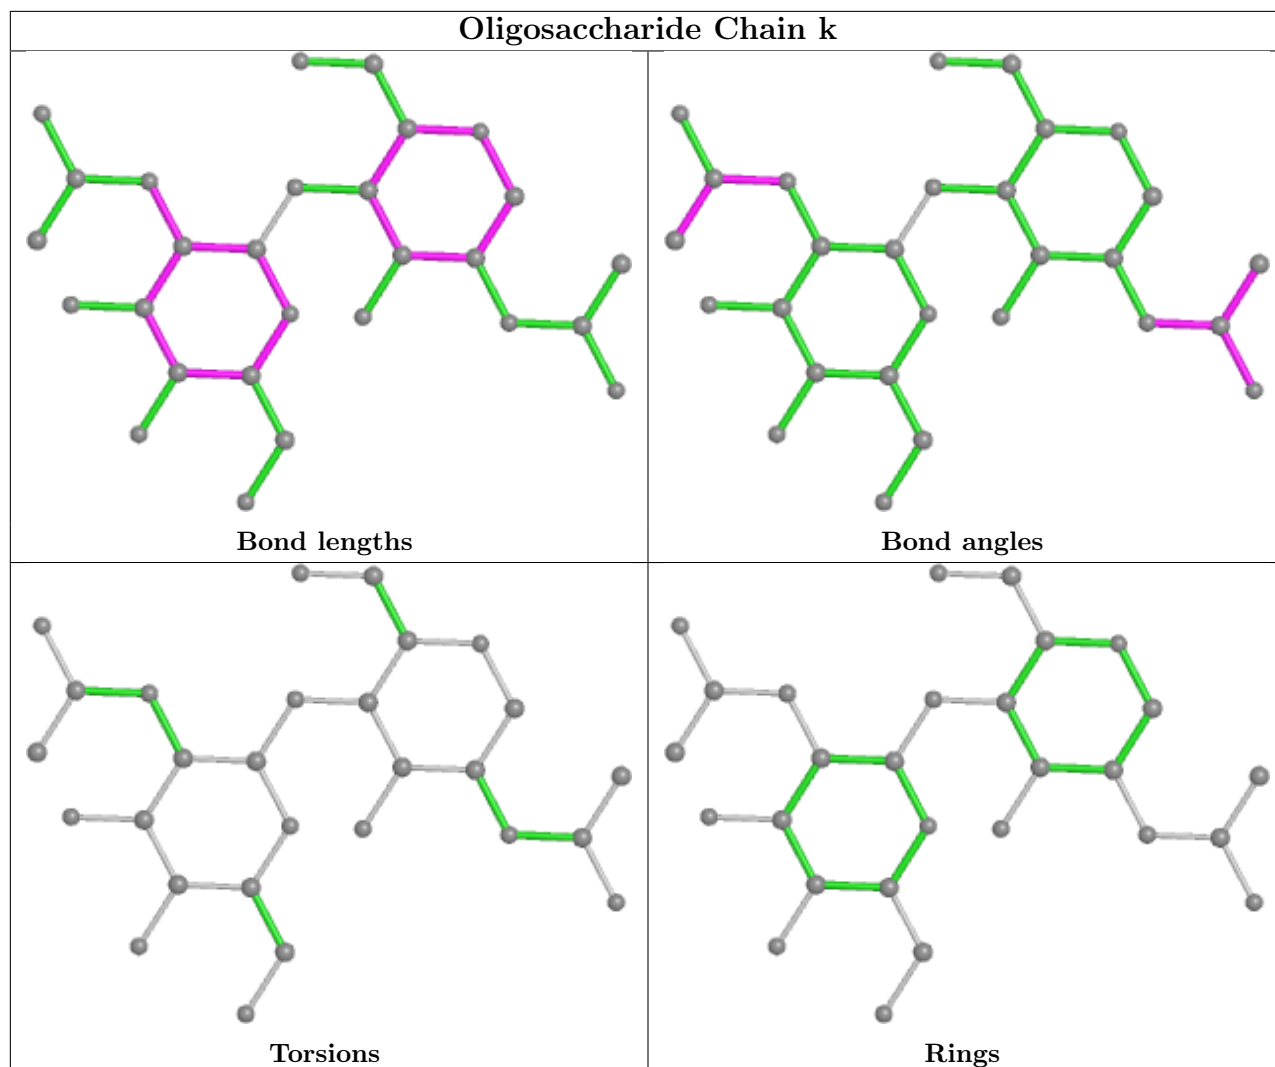 Oligosaccharide Chain k
Bond lengths
Bond angles
Torsions
Rings